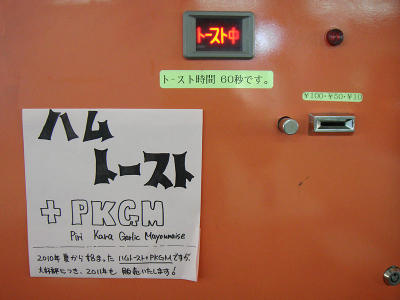 トースト中
トースト時間 60秒です。
¥100・¥50・¥10
ハム
トースト
+ PKGM
Piri Kara Garlic Mayounaise
2010年夏から始まった ハムトースト+PKGMですが、
大好評につき、2011年も販売いたします!